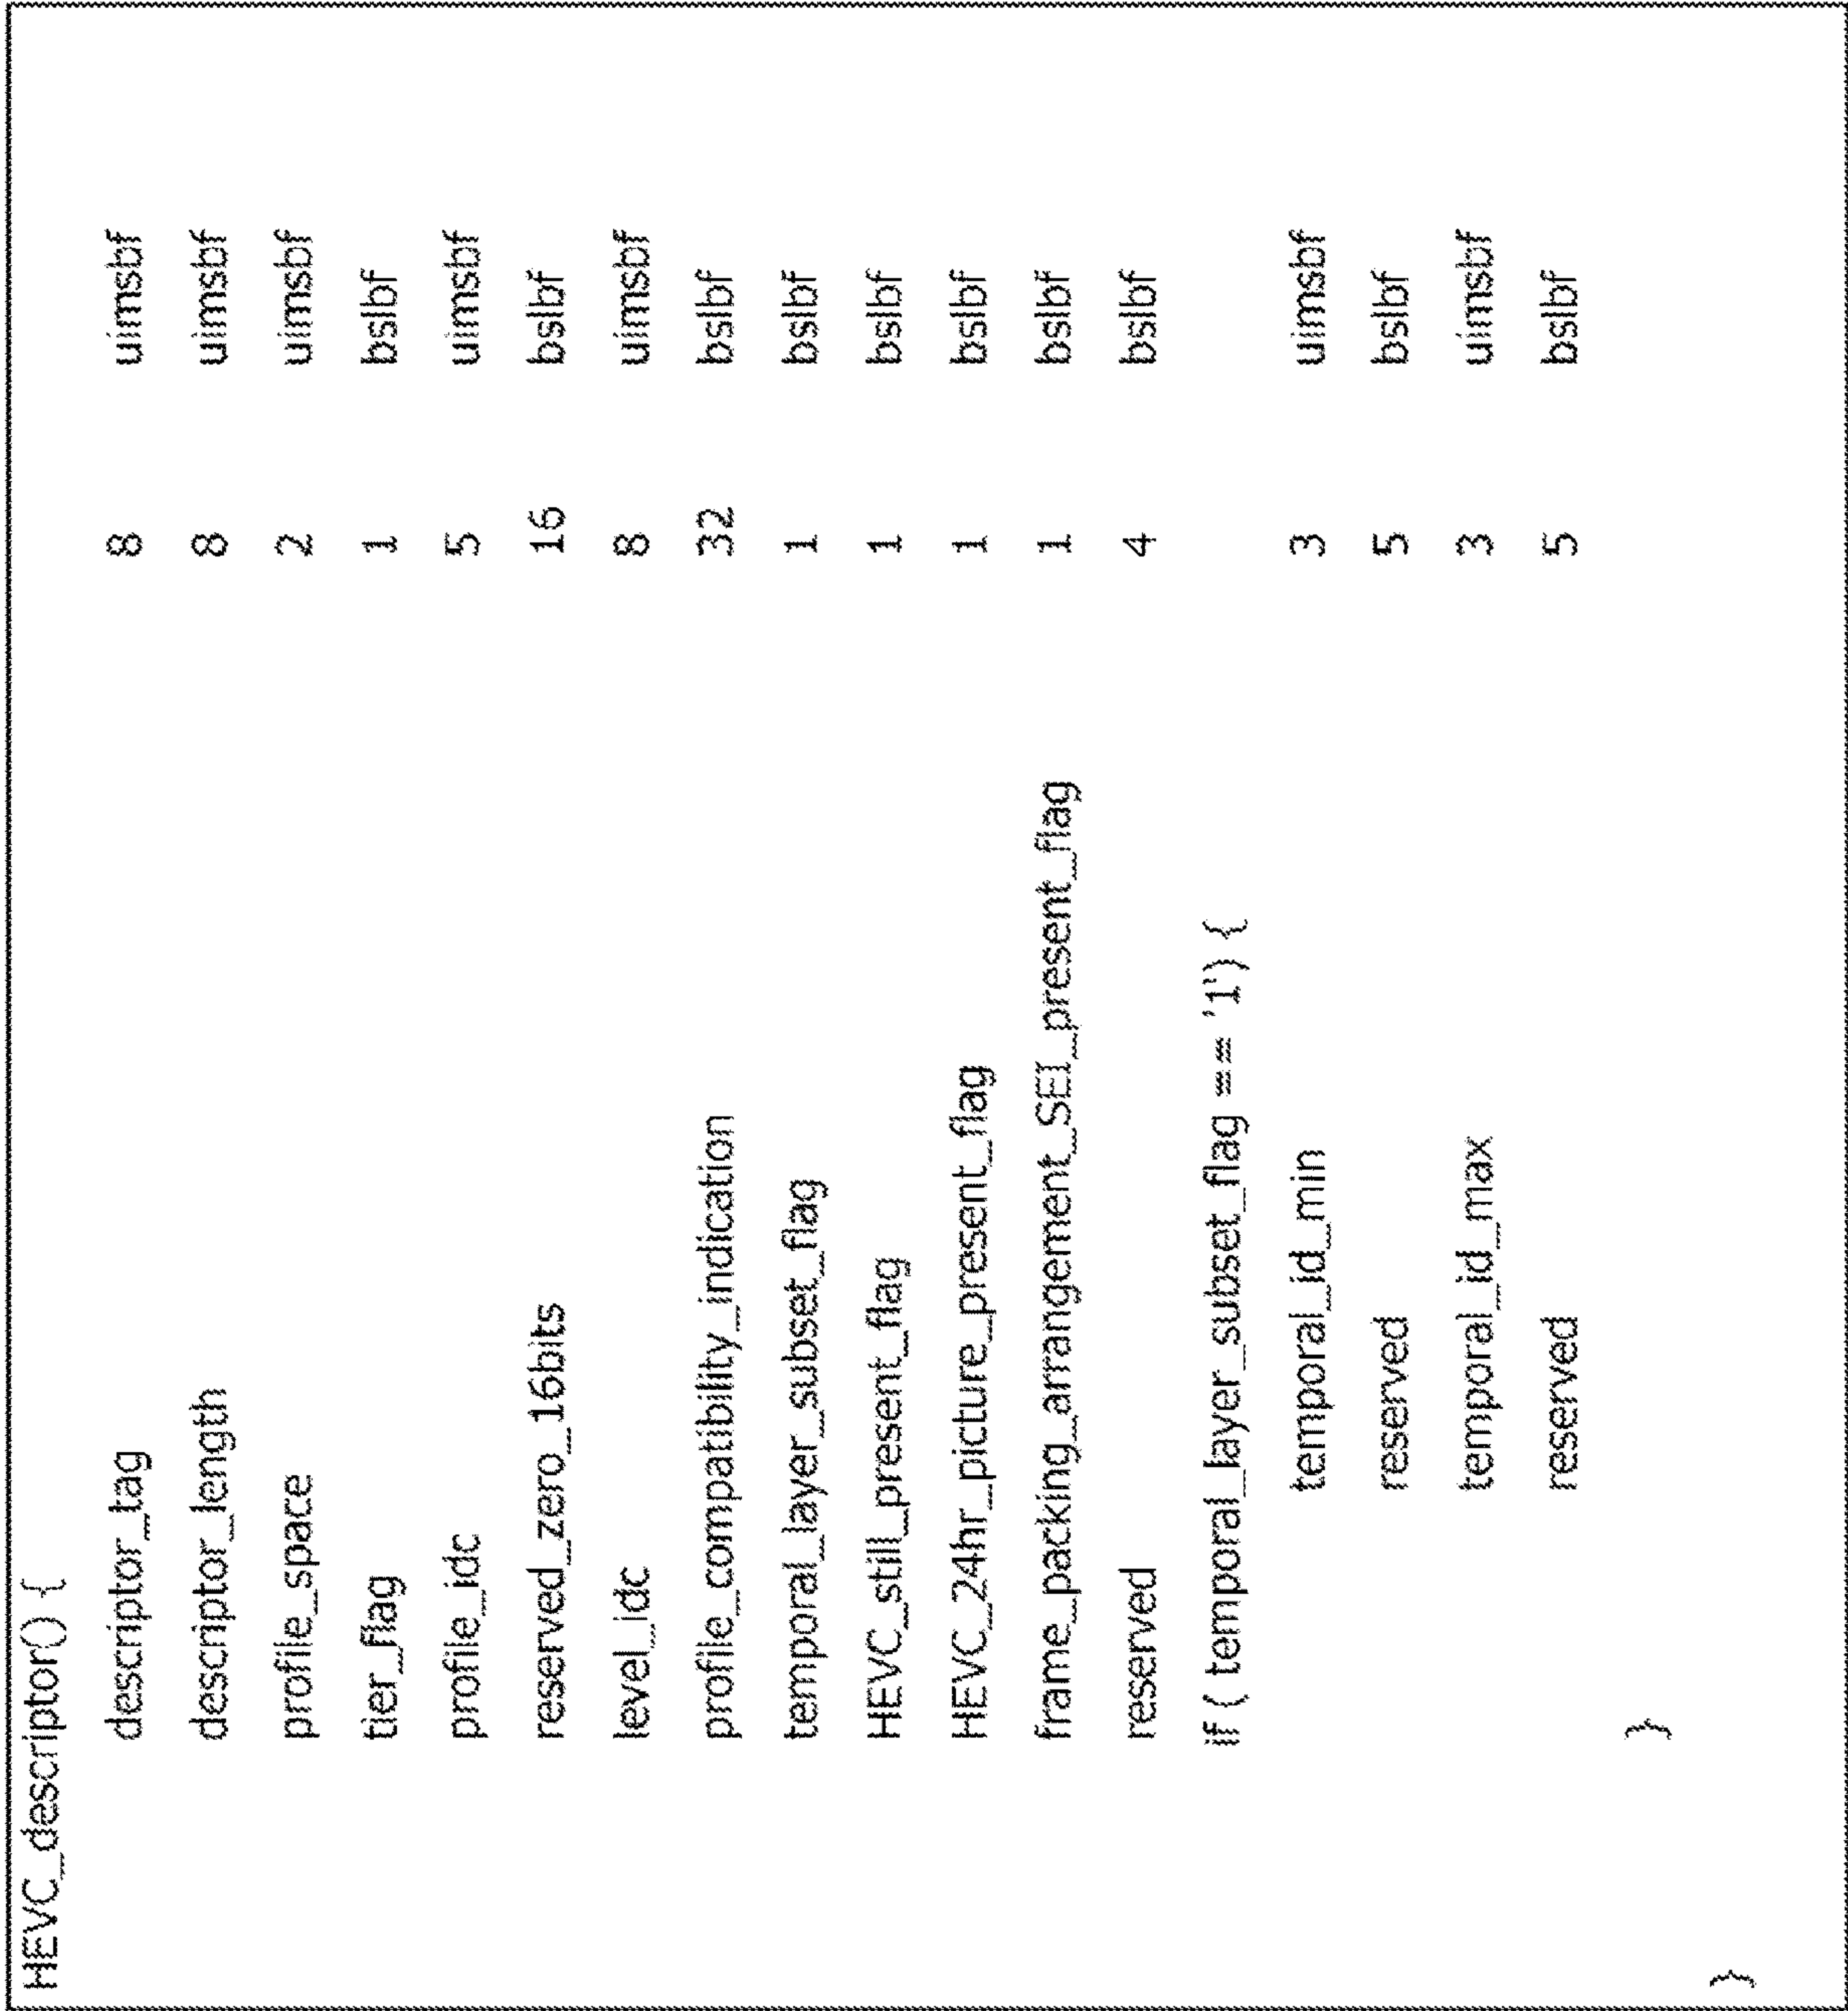 HEVC_descriptor() {
descriptor_tag 8 uimsbf
descriptor_length 8 uimsbf
profile_space 2 uimsbf
tier_flag 1 bslbf
profile_idc 5 uimsbf
reserved_zero_16bits 16 bslbf
level_idc 8 uimsbf
profile_compatibility_indication 32 bslbf
temporal_layer_subset_flag 1 bslbf
HEVC_still_present_flag 1 bslbf
HEVC_24hr_picture_present_flag 1 bslbf
frame_packing_arrangement_SEI_present_flag 1 bslbf
reserved 4 bslbf
if ( temporal_layer_subset_flag == '1') {
temporal_id_min 3 uimsbf
reserved 5 bslbf
temporal_id_max 3 uimsbf
reserved 5 bslbf
}
}